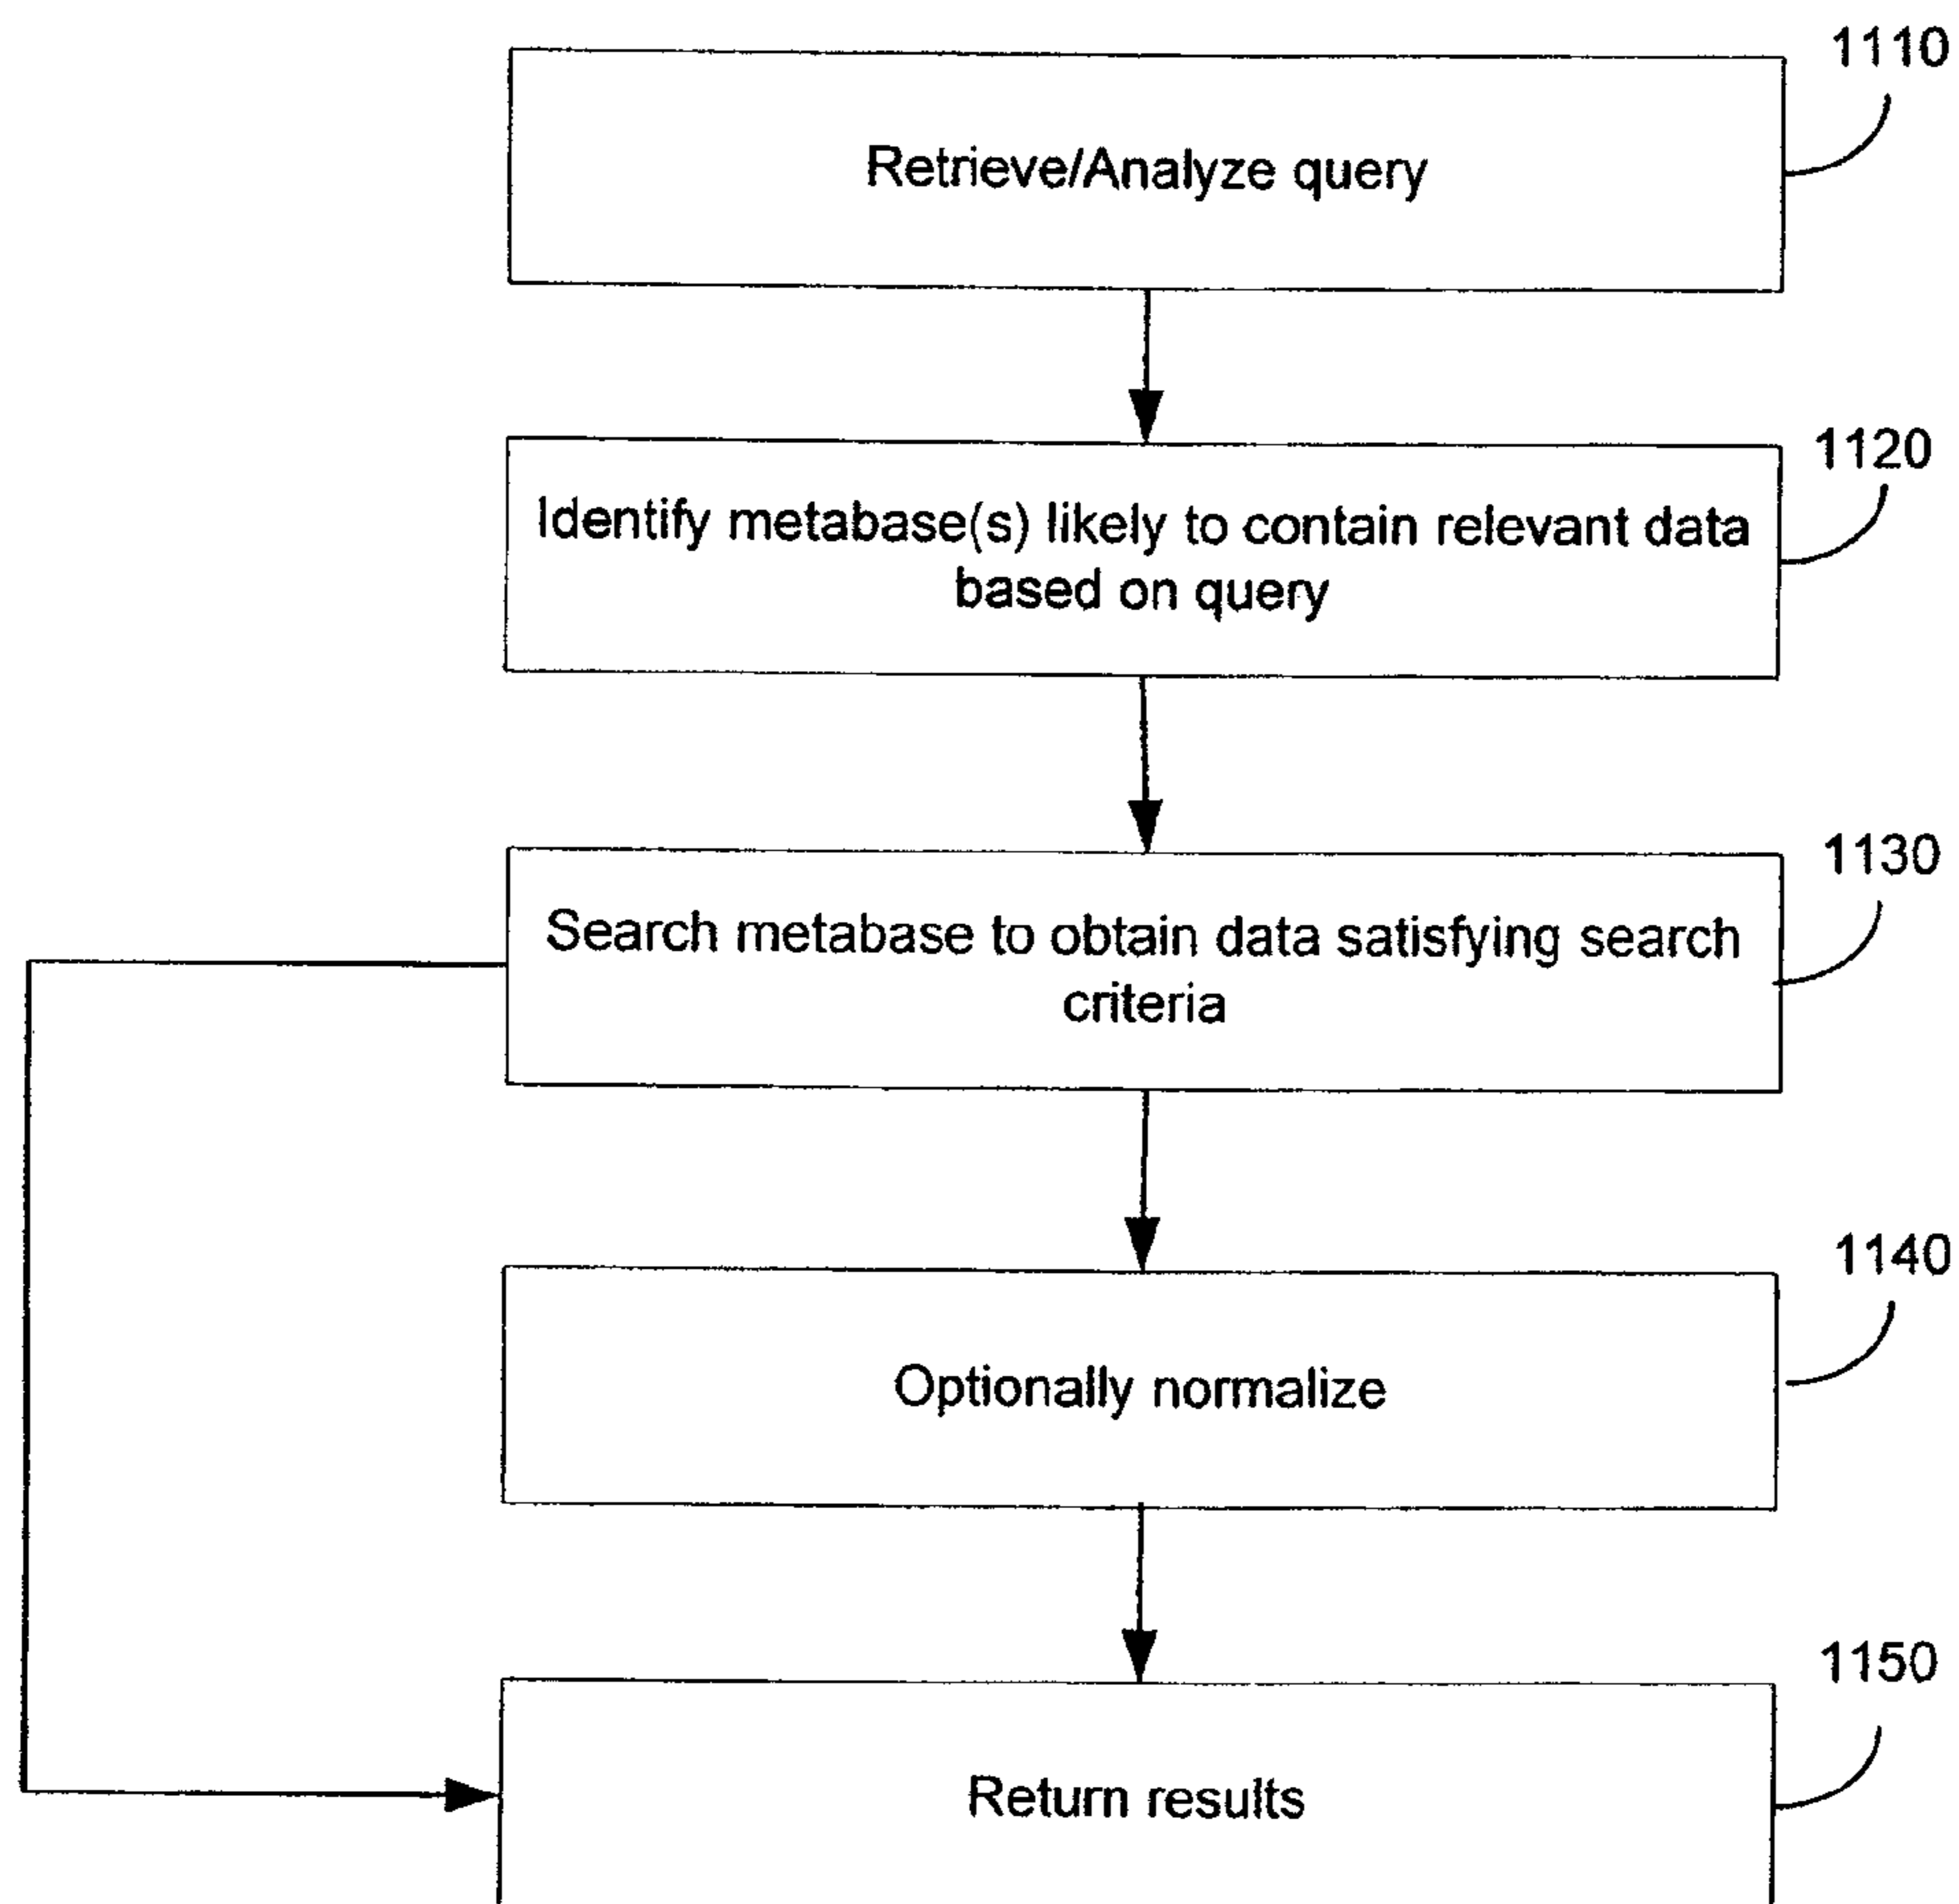 1110
Retrieve/Analyze query
1120
Identify metabase(s) likely to contain relevant data
based on query
1130
Search metabase to obtain data satisfying search
criteria
1140
Optionally normalize
1150
Return results